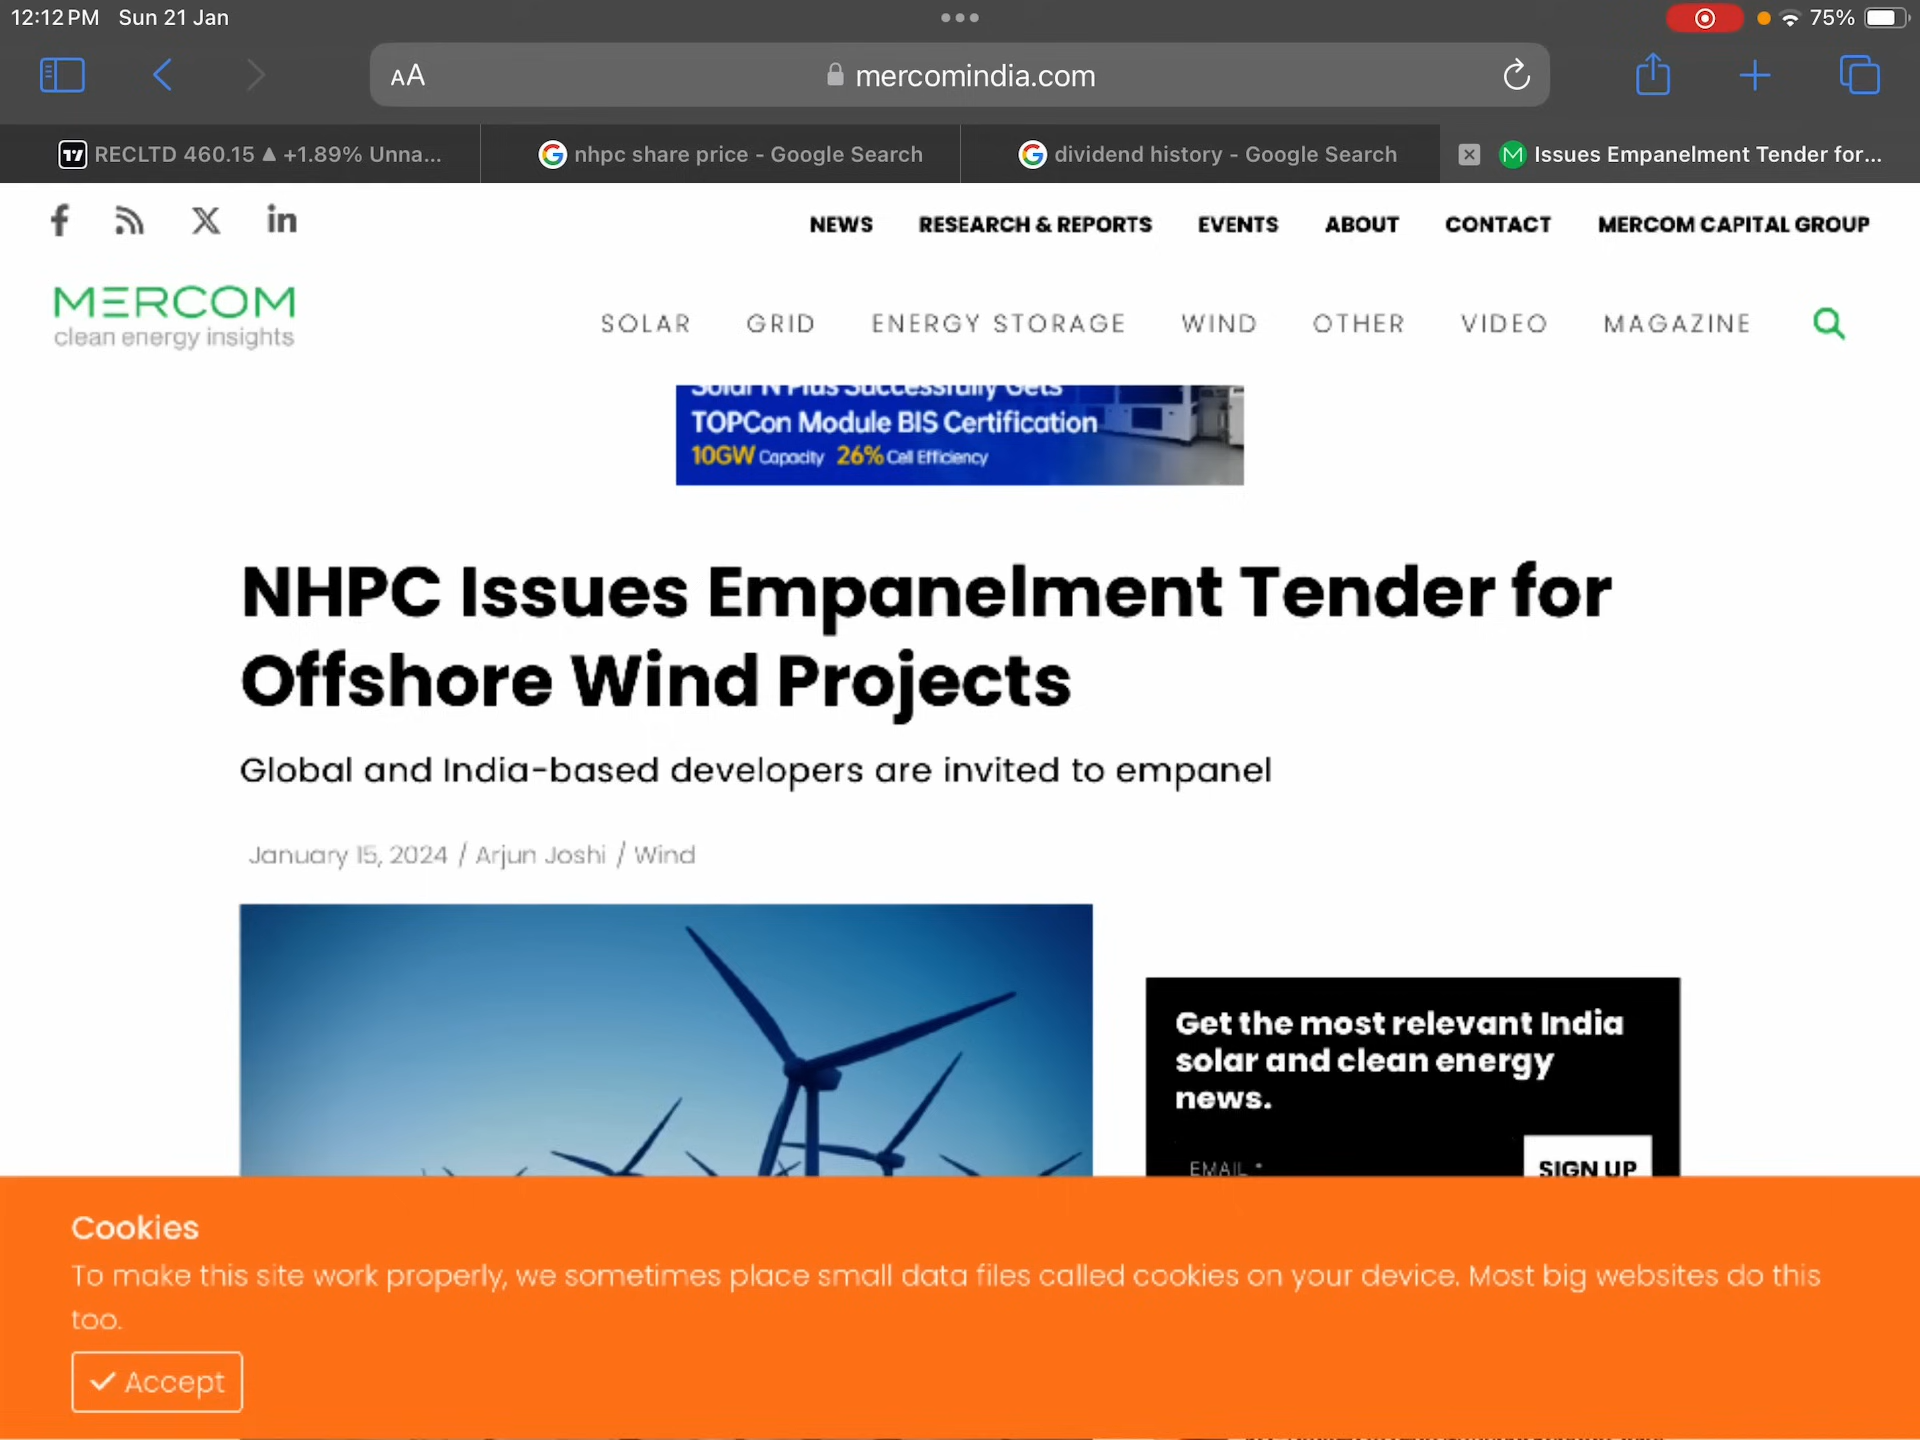 12:12 PM Sun 21 Jan
75%
AA
mercomindia.com
RECLTD 460.15 ▲ +1.89% Unna...
nhpc share price - Google Search
dividend history - Google Search
Issues Empanelment Tender for...
NEWS RESEARCH & REPORTS EVENTS ABOUT CONTACT MERCOM CAPITAL GROUP
MERCOM
clean energy insights
SOLAR GRID ENERGY STORAGE WIND OTHER VIDEO MAGAZINE
Solar N Plus Successfully Gets
TOPCon Module BIS Certification
10GW Capacity 26% Cell Efficiency
NHPC Issues Empanelment Tender for
Offshore Wind Projects
Global and India-based developers are invited to empanel
January 15, 2024 / Arjun Joshi / Wind
Get the most relevant India
solar and clean energy
news.
EMAIL *
SIGN UP
Cookies
To make this site work properly, we sometimes place small data files called cookies on your device. Most big websites do this
too.
Accept